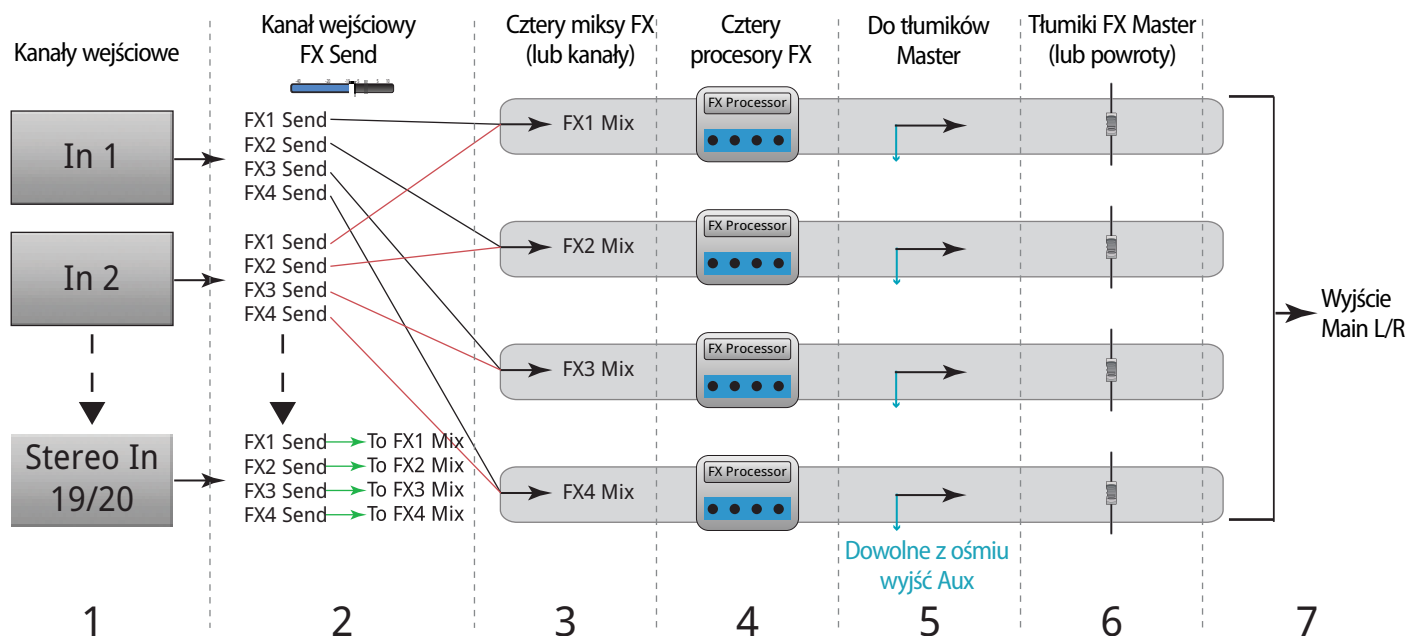 Kanały wejściowe
Kanał wejściowy
FX Send
Cztery miksy FX
(lub kanały)
Cztery
procesory FX
Do tłumików
Master
Tłumiki FX Master
(lub powroty)
In 1
FX1 Send
FX2 Send
FX3 Send
FX4 Send
FX1 Mix
FX Processor
In 2
FX1 Send
FX2 Send
FX3 Send
FX4 Send
FX2 Mix
FX Processor
Wyjście
Main L/R
FX3 Mix
FX Processor
Stereo In
19/20
FX1 Send To FX1 Mix
FX2 Send To FX2 Mix
FX3 Send To FX3 Mix
FX4 Send To FX4 Mix
FX4 Mix
FX Processor
Dowolne z ośmiu
wyjść Aux
1 2 3 4 5 6 7